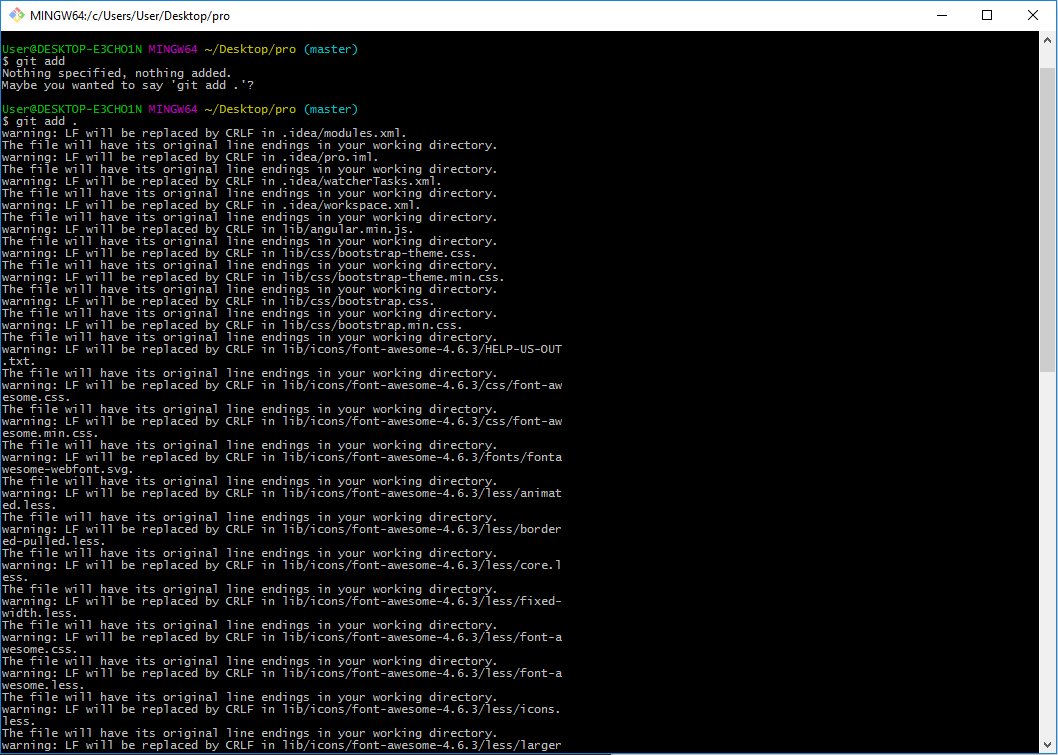 MINGW64:/c/Users/User/Desktop/pro
User@DESKTOP-E3CHO1N MINGW64 ~/Desktop/pro (master)
$ git add
Nothing specified, nothing added.
Maybe you wanted to say 'git add .'?
User@DESKTOP-E3CHO1N MINGW64 ~/Desktop/pro (master)
$ git add .
warning: LF will be replaced by CRLF in .idea/modules.xml.
The file will have its original line endings in your working directory.
warning: LF will be replaced by CRLF in .idea/pro.iml.
The file will have its original line endings in your working directory.
warning: LF will be replaced by CRLF in .idea/watcherTasks.xml.
The file will have its original line endings in your working directory.
warning: LF will be replaced by CRLF in .idea/workspace.xml.
The file will have its original line endings in your working directory.
warning: LF will be replaced by CRLF in lib/angular.min.js.
The file will have its original line endings in your working directory.
warning: LF will be replaced by CRLF in lib/css/bootstrap-theme.css.
The file will have its original line endings in your working directory.
warning: LF will be replaced by CRLF in lib/css/bootstrap-theme.min.css.
The file will have its original line endings in your working directory.
warning: LF will be replaced by CRLF in lib/css/bootstrap.css.
The file will have its original line endings in your working directory.
warning: LF will be replaced by CRLF in lib/css/bootstrap.min.css.
The file will have its original line endings in your working directory.
warning: LF will be replaced by CRLF in lib/icons/font-awesome-4.6.3/HELP-US-OUT
.txt.
The file will have its original line endings in your working directory.
warning: LF will be replaced by CRLF in lib/icons/font-awesome-4.6.3/css/font-aw
esome.css.
The file will have its original line endings in your working directory.
warning: LF will be replaced by CRLF in lib/icons/font-awesome-4.6.3/css/font-aw
esome.min.css.
The file will have its original line endings in your working directory.
warning: LF will be replaced by CRLF in lib/icons/font-awesome-4.6.3/fonts/fonta
wesome-webfont.svg.
The file will have its original line endings in your working directory.
warning: LF will be replaced by CRLF in lib/icons/font-awesome-4.6.3/less/animat
ed.less.
The file will have its original line endings in your working directory.
warning: LF will be replaced by CRLF in lib/icons/font-awesome-4.6.3/less/border
ed-pulled.less.
The file will have its original line endings in your working directory.
warning: LF will be replaced by CRLF in lib/icons/font-awesome-4.6.3/less/core.l
ess.
The file will have its original line endings in your working directory.
warning: LF will be replaced by CRLF in lib/icons/font-awesome-4.6.3/less/fixed-
width.less.
The file will have its original line endings in your working directory.
warning: LF will be replaced by CRLF in lib/icons/font-awesome-4.6.3/less/font-a
wesome.css.
The file will have its original line endings in your working directory.
warning: LF will be replaced by CRLF in lib/icons/font-awesome-4.6.3/less/font-a
wesome.less.
The file will have its original line endings in your working directory.
warning: LF will be replaced by CRLF in lib/icons/font-awesome-4.6.3/less/icons.
less.
The file will have its original line endings in your working directory.
warning: LF will be replaced by CRLF in lib/icons/font-awesome-4.6.3/less/larger